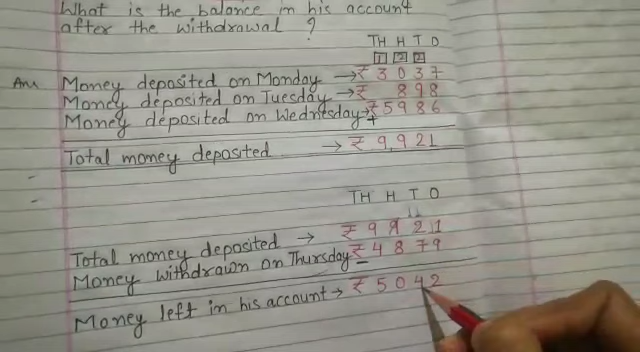 What is the balance in his account
after the withdrawal ?
TH H T O
1 2 2
Ans Money deposited on Monday → ₹ 3 0 3 7
Money deposited on Tuesday → ₹ 8 9 8
Money deposited on Wednesday → + ₹ 5 9 8 6
Total money deposited → ₹ 9,921
TH H T O
Total money deposited → ₹ 9 9 2 1
Money withdrawn on Thursday - ₹ 4 8 7 9
Money left in his account → ₹ 5 0 4 2